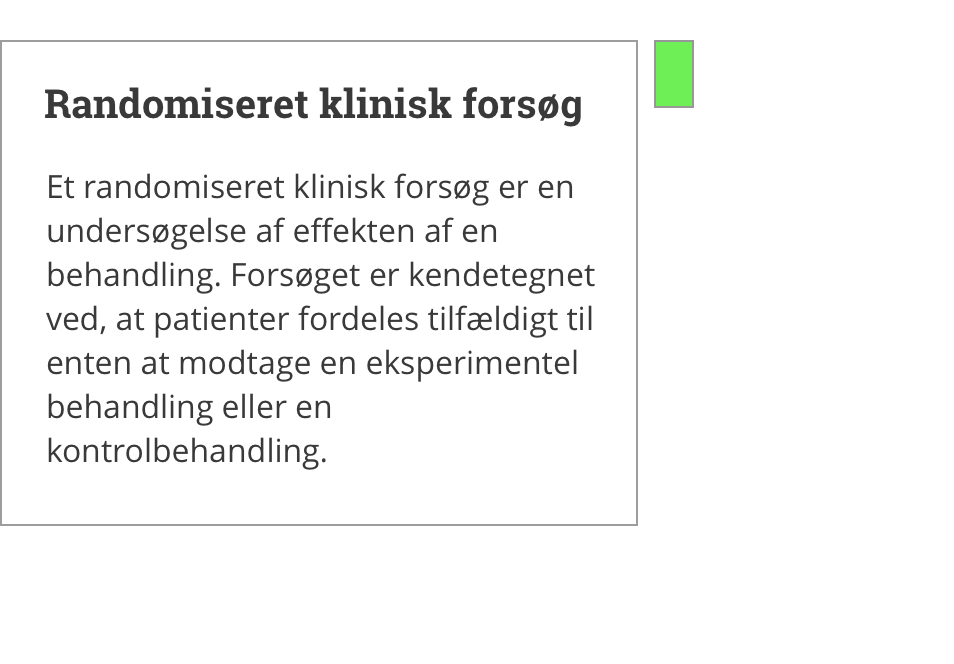 Randomiseret klinisk forsøg
Et randomiseret klinisk forsøg er en
undersøgelse af effekten af en
behandling. Forsøget er kendetegnet
ved, at patienter fordeles tilfældigt til
enten at modtage en eksperimentel
behandling eller en
kontrolbehandling.